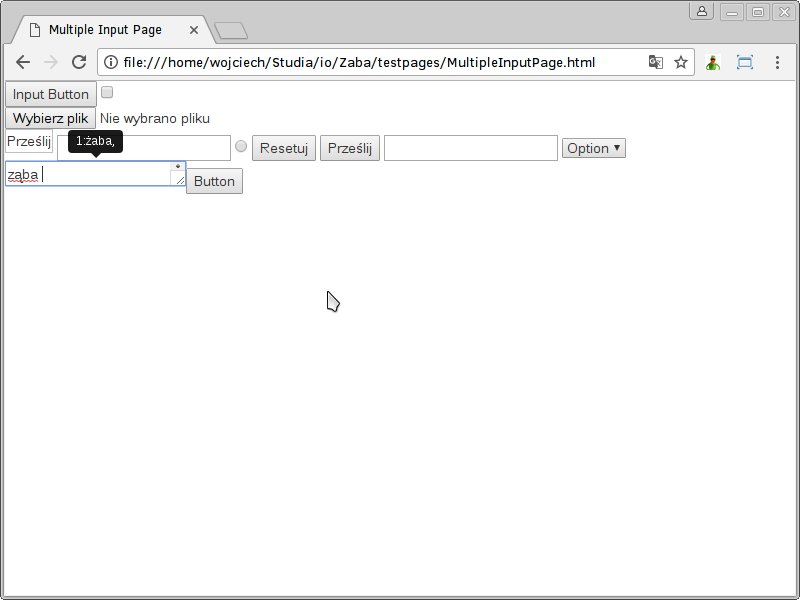 Multiple Input Page
file:///home/wojciech/Studia/io/Zaba/testpages/MultipleInputPage.html
Input Button
Wybierz plik Nie wybrano pliku
Prześlij 1:żaba, Resetuj Prześlij Option
zaba Button